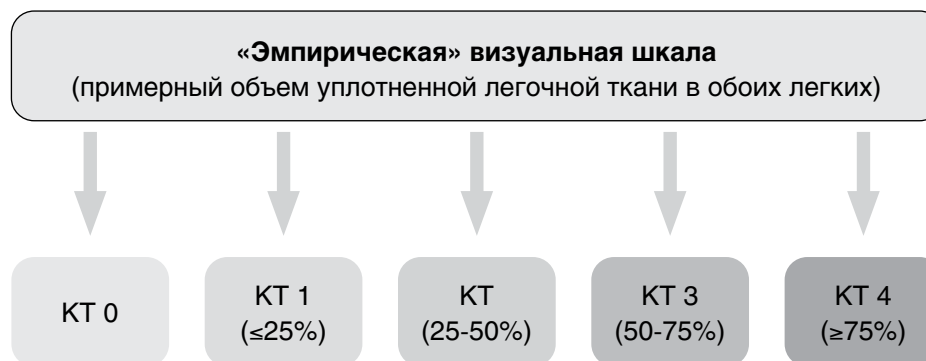 «Эмпирическая» визуальная шкала
(примерный объем уплотненной легочной ткани в обоих легких)
КТ 0
КТ 1
(≤25%)
КТ
(25-50%)
КТ 3
(50-75%)
КТ 4
(≥75%)